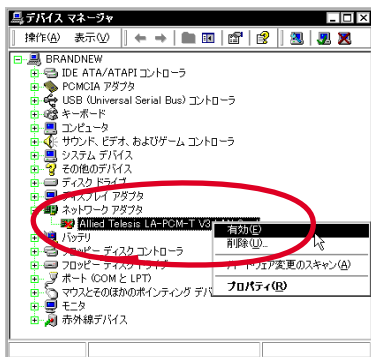 デバイス マネージャ
操作(A) 表示(V)
BRANDNEW
IDE ATA/ATAPI コントローラ
PCMCIA アダプタ
USB (Universal Serial Bus) コントローラ
キーボード
コンピュータ
サウンド、ビデオ、およびゲーム コントローラ
システム デバイス
その他のデバイス
ディスク ドライブ
ディスプレイ アダプタ
ネットワーク アダプタ
Allied Telesis LA-PCM-T V3
有効(E)
バッテリ
削除(U)...
フロッピー ディスク コントローラ
フロッピー ディスク ドライブ
ハードウェア変更のスキャン(A)
ポート (COM と LPT)
マウスとそのほかのポインティング デバ
プロパティ(R)
モニタ
赤外線デバイス